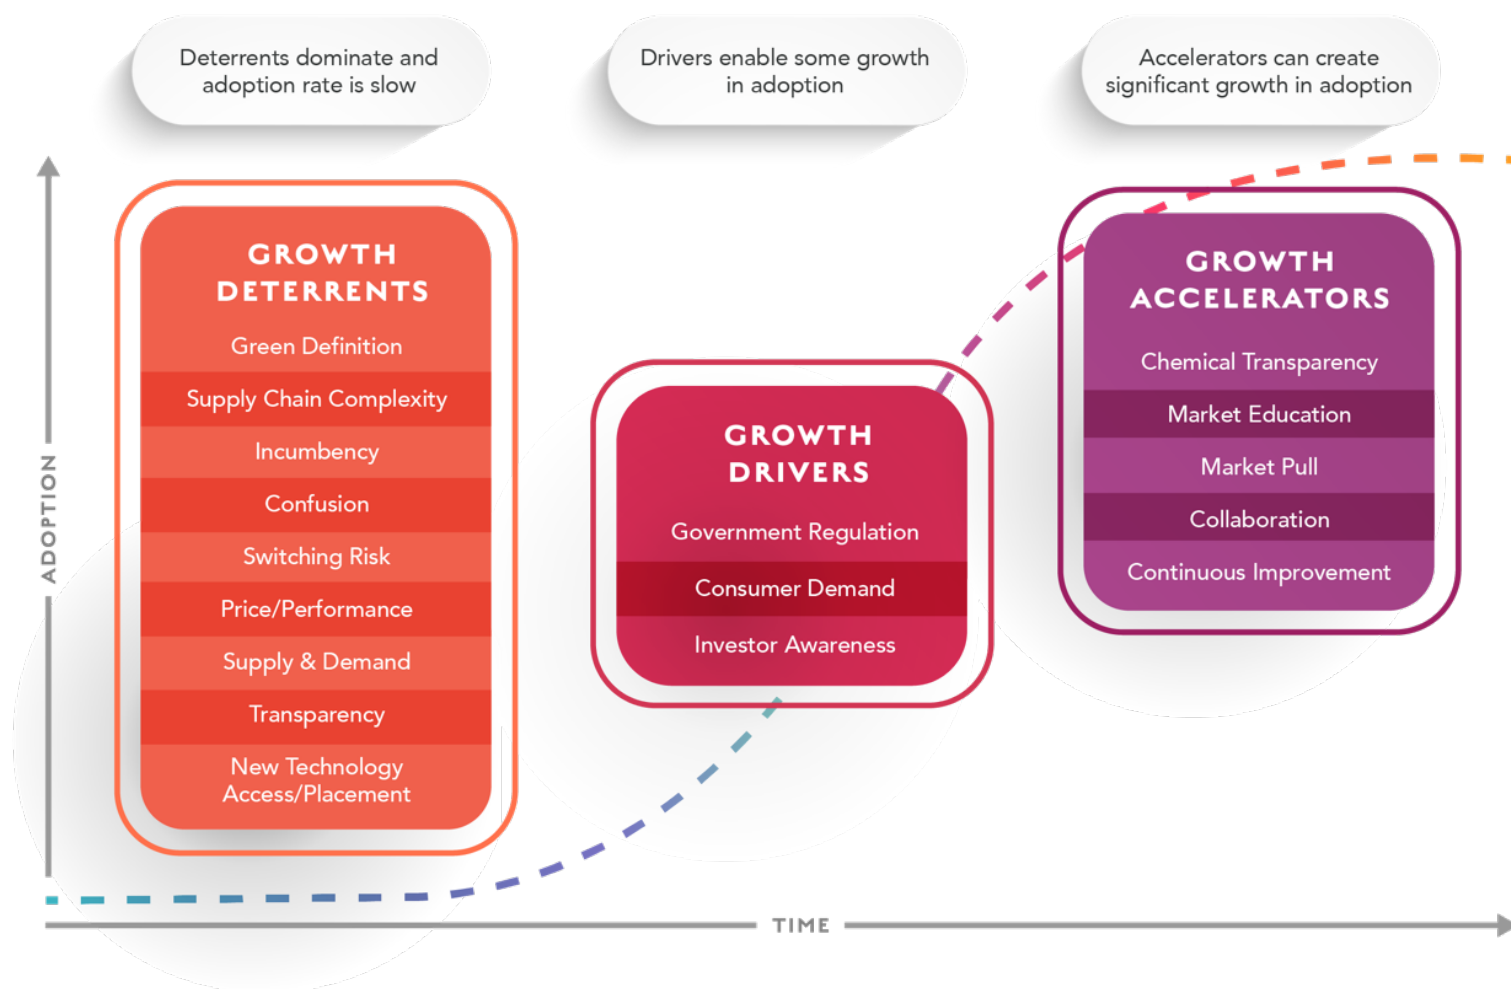 Deterrents dominate and
adoption rate is slow
Drivers enable some growth
in adoption
Accelerators can create
significant growth in adoption
ADOPTION
GROWTH
DETERRENTS
Green Definition
Supply Chain Complexity
Incumbency
Confusion
Switching Risk
Price/Performance
Supply & Demand
Transparency
New Technology
Access/Placement
GROWTH
DRIVERS
Government Regulation
Consumer Demand
Investor Awareness
GROWTH
ACCELERATORS
Chemical Transparency
Market Education
Market Pull
Collaboration
Continuous Improvement
TIME